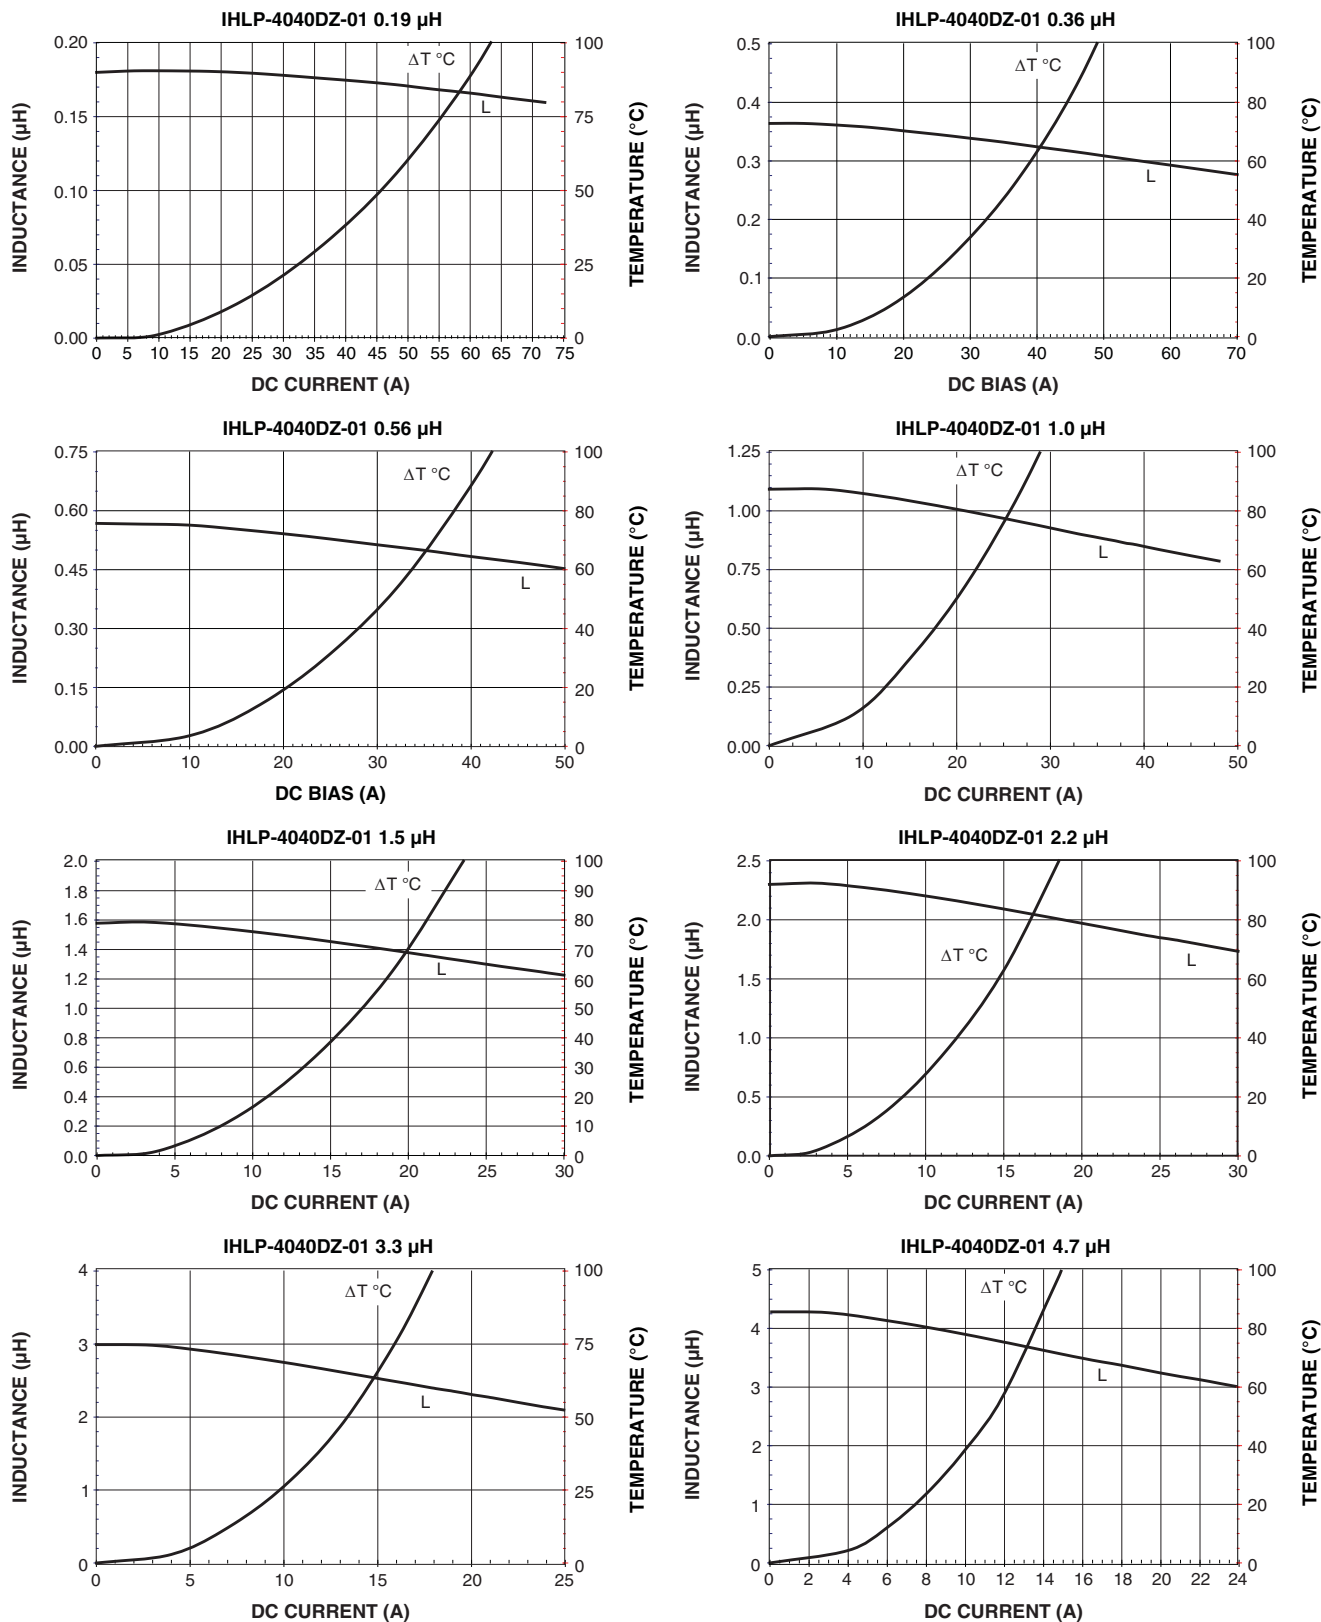 IHLP-4040DZ-01 0.19 µH
INDUCTANCE (µH)
0.20
0.15
0.10
0.05
0.00
ΔT °C
L
100
75
50
25
0
TEMPERATURE (°C)
0 5 10 15 20 25 30 35 40 45 50 55 60 65 70 75
DC CURRENT (A)
IHLP-4040DZ-01 0.36 µH
INDUCTANCE (µH)
0.5
0.4
0.3
0.2
0.1
0.0
ΔT °C
L
100
80
60
40
20
0
TEMPERATURE (°C)
0 10 20 30 40 50 60 70
DC BIAS (A)
IHLP-4040DZ-01 0.56 µH
INDUCTANCE (µH)
0.75
0.60
0.45
0.30
0.15
0.00
ΔT °C
L
100
80
60
40
20
0
TEMPERATURE (°C)
0 10 20 30 40 50
DC BIAS (A)
IHLP-4040DZ-01 1.0 µH
INDUCTANCE (µH)
1.25
1.00
0.75
0.50
0.25
0.00
ΔT °C
L
100
80
60
40
20
0
TEMPERATURE (°C)
0 10 20 30 40 50
DC CURRENT (A)
IHLP-4040DZ-01 1.5 µH
INDUCTANCE (µH)
2.0
1.8
1.6
1.4
1.2
1.0
0.8
0.6
0.4
0.2
0.0
ΔT °C
L
100
90
80
70
60
50
40
30
20
10
0
TEMPERATURE (°C)
0 5 10 15 20 25 30
DC CURRENT (A)
IHLP-4040DZ-01 2.2 µH
INDUCTANCE (µH)
2.5
2.0
1.5
1.0
0.5
0.0
ΔT °C
L
100
80
60
40
20
0
TEMPERATURE (°C)
0 5 10 15 20 25 30
DC CURRENT (A)
IHLP-4040DZ-01 3.3 µH
INDUCTANCE (µH)
4
3
2
1
0
ΔT °C
L
100
75
50
25
0
TEMPERATURE (°C)
0 5 10 15 20 25
DC CURRENT (A)
IHLP-4040DZ-01 4.7 µH
INDUCTANCE (µH)
5
4
3
2
1
0
ΔT °C
L
100
80
60
40
20
0
TEMPERATURE (°C)
0 2 4 6 8 10 12 14 16 18 20 22 24
DC CURRENT (A)